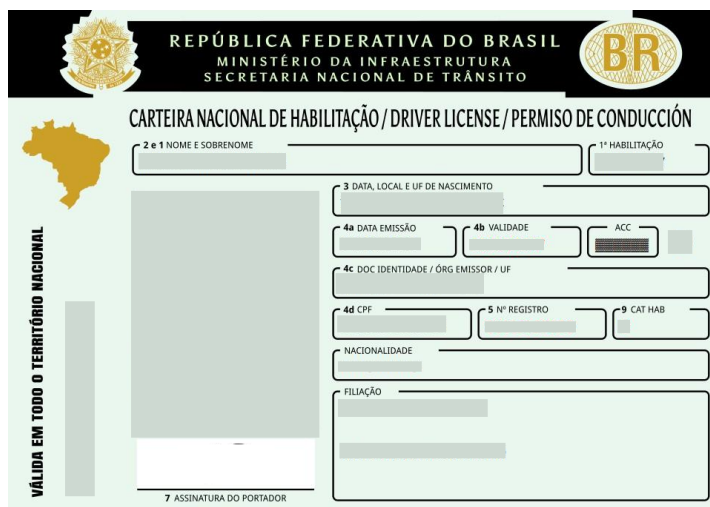 REPÚBLICA FEDERATIVA DO BRASIL
MINISTÉRIO DA INFRAESTRUTURA
SECRETARIA NACIONAL DE TRÂNSITO
BR
CARTEIRA NACIONAL DE HABILITAÇÃO / DRIVER LICENSE / PERMISO DE CONDUCCIÓN
2 e 1 NOME E SOBRENOME
1ª HABILITAÇÃO
3 DATA, LOCAL E UF DE NASCIMENTO
4a DATA EMISSÃO
4b VALIDADE
ACC
4c DOC IDENTIDADE / ÓRG EMISSOR / UF
4d CPF
5 Nº REGISTRO
9 CAT HAB
NACIONALIDADE
FILIAÇÃO
VÁLIDA EM TODO O TERRITÓRIO NACIONAL
7 ASSINATURA DO PORTADOR